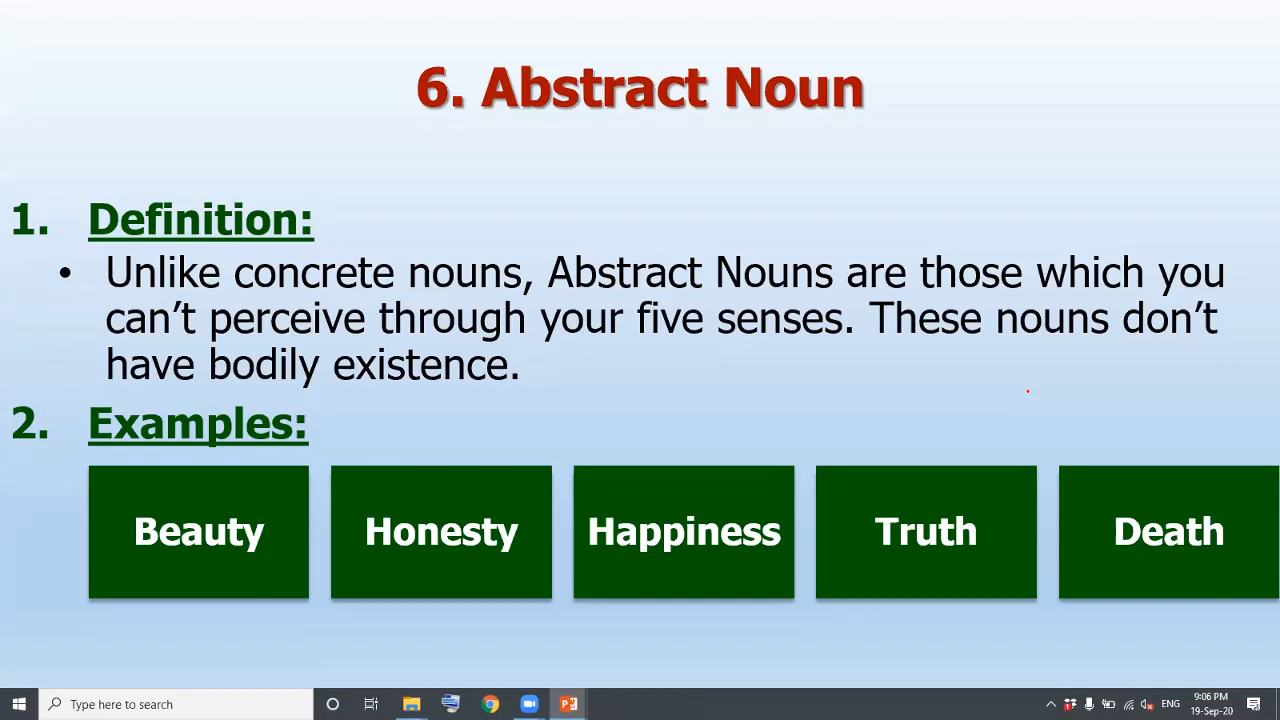 6. Abstract Noun
1. Definition:
• Unlike concrete nouns, Abstract Nouns are those which you
can’t perceive through your five senses. These nouns don’t
have bodily existence.
2. Examples:
Beauty Honesty Happiness Truth Death
Type here to search
ENG
9:06 PM
19-Sep-20